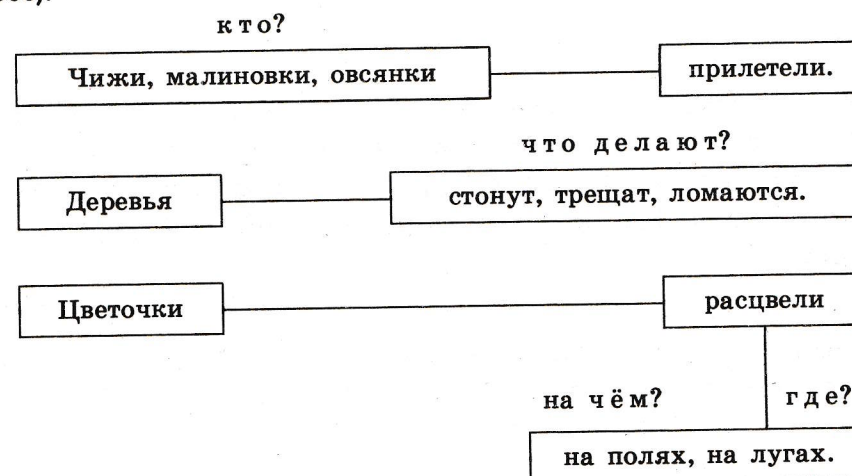 кто?
Чижи, малиновки, овсянки прилетели.
что делают?
Деревья стонут, трещат, ломаются.
Цветочки расцвели
на чём? где?
на полях, на лугах.